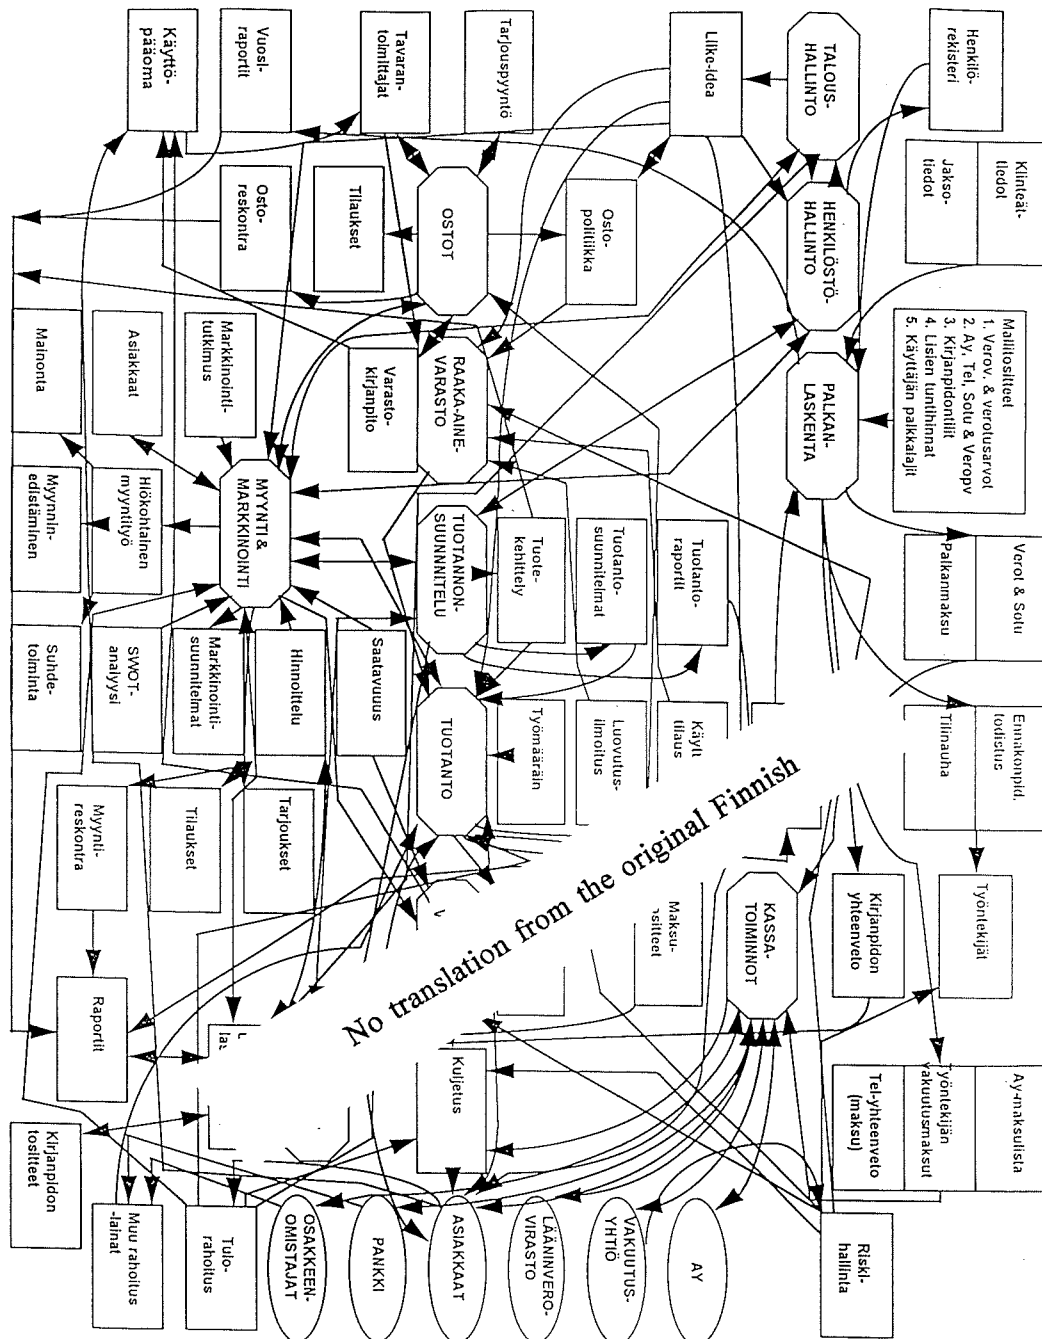 Klinteät-
tiedot
Verot & Sotu
Ennakonpid.
todistus
Ay-maksulista
Henkilö-
rekisteri
Jakso-
tiedot
Mallitositteet
1. Verov. & verotusarvot
2. Ay, Tel, Sotu & Veropv
3. Kirjanpidontilit
4. Lisien tuntihinnat
5. Käyttäjän palkkalajit
Palkanmaksu
Tilinauha
Työntekijät
Työntekijän
vakuutusmaksut
TALOUS-
HALLINTO
HENKILÖSTÖ-
HALLINTO
PALKAN-
LASKENTA
Kirjanpidon
yhteenveto
Tel-yhteenveto
(maksu)
Riski-
hallinta
KASSA-
TOIMINNOT
Liike-idea
Tuotanto-
raportit
Käytt
tilaus
Maksu-
ositteet
AY
Osto-
politiikka
Tuotanto-
suunnitelmat
Luovutus-
ilmoitus
VAKUUTUS-
YHTIÖ
Tarjouspyyntö
Tuote-
kehittely
Työmääräin
LÄÄNINVERO-
VIRASTO
Tavaran-
toimittajat
OSTOT
RAAKA-AINE-
VARASTO
TUOTANNON-
SUUNNNITELU
TUOTANTO
Kuljetus
ASIAKKAAT
Tilaukset
Varasto-
kirjanpito
Saatavuus
PANKKI
Vuosi-
raportit
Osto-
reskontra
MYYNTI &
MARKKINOINTI
Hinnoittelu
Tarjoukset
OSAKKEEN-
OMISTAJAT
Markkinointi-
tutkimus
Markkinointi-
suunnitelmat
Tilaukset
Tulo-
rahoitus
Käyttö-
pääoma
Asiakkaat
Hiökohtainen
myyntityö
SWOT-
analyysi
Myynti-
reskontra
Raportit
Muu rahoitus
-lainat
Mainonta
Myynnin-
edistäminen
Suhde-
toiminta
Kirjanpidon
tositteet
No translation from the original Finnish